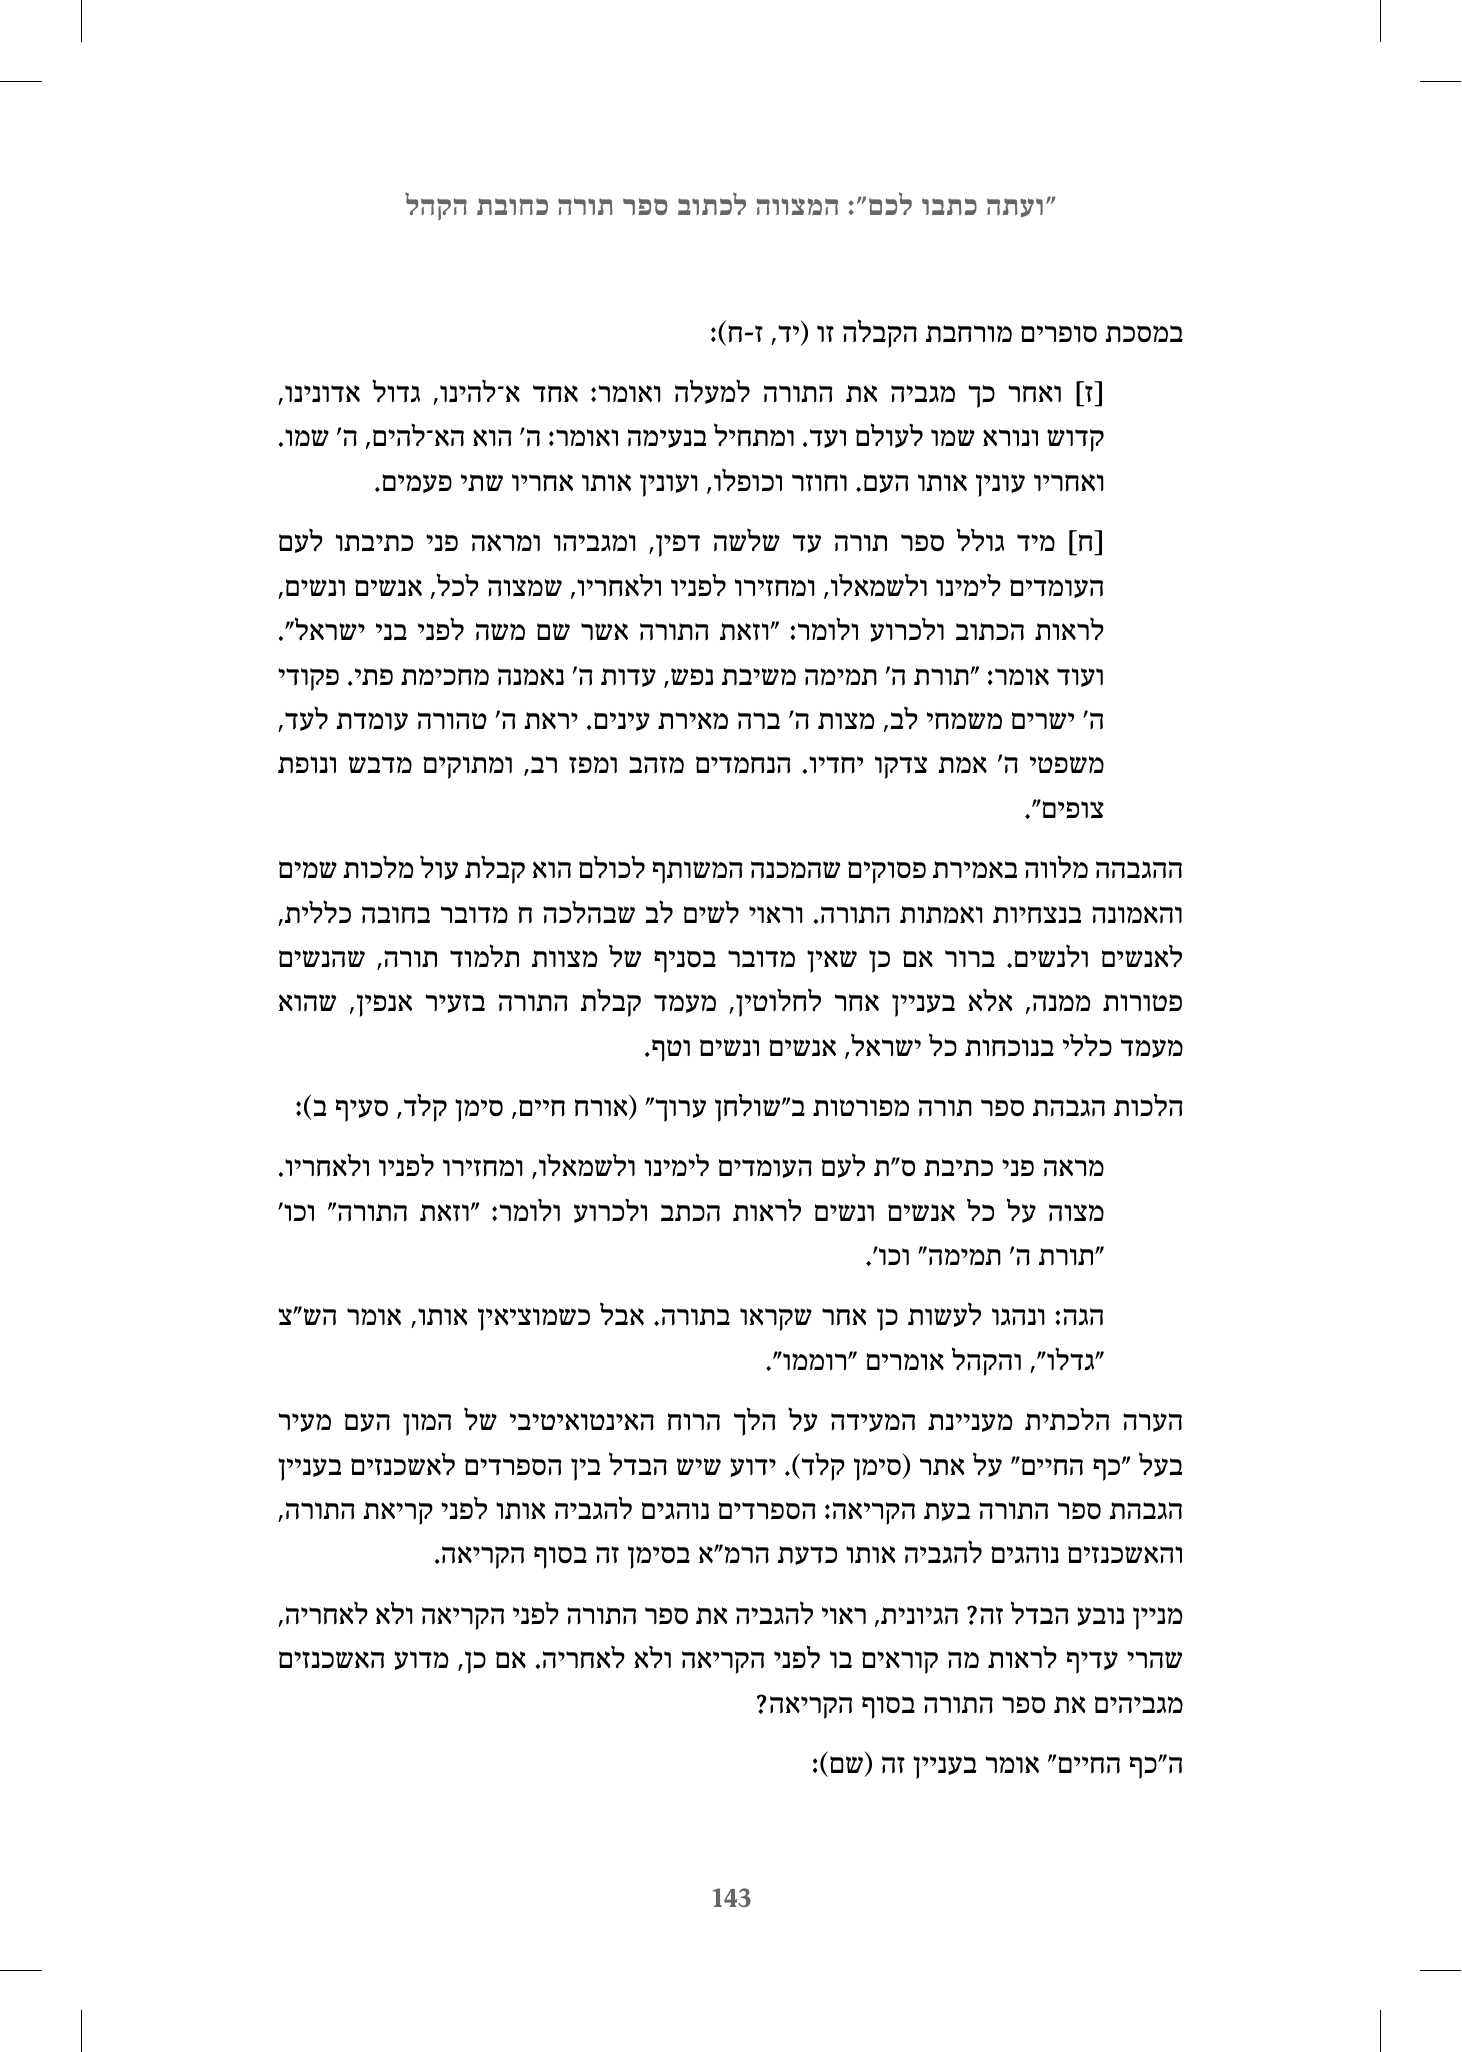 "ועתה כתבו לכם": המצווה לכתוב ספר תורה כחובת הקהל
במסכת סופרים מורחבת הקבלה זו (יד, ז-ח):
[ז] ואחר כך מגביה את התורה למעלה ואומר: אחד א־להינו, גדול אדונינו,
קדוש ונורא שמו לעולם ועד. ומתחיל בנעימה ואומר: ה' הוא הא־להים, ה' שמו.
ואחריו עונין אותו העם. וחוזר וכופלו, ועונין אותו אחריו שתי פעמים.
[ח] מיד גולל ספר תורה עד שלשה דפין, ומגביהו ומראה פני כתיבתו לעם
העומדים לימינו ולשמאלו, ומחזירו לפניו ולאחריו, שמצוה לכל, אנשים ונשים,
לראות הכתוב ולכרוע ולומר: "וזאת התורה אשר שם משה לפני בני ישראל".
ועוד אומר: "תורת ה' תמימה משיבת נפש, עדות ה' נאמנה מחכימת פתי. פקודי
ה' ישרים משמחי לב, מצות ה' ברה מאירת עינים. יראת ה' טהורה עומדת לעד,
משפטי ה' אמת צדקו יחדיו. הנחמדים מזהב ומפז רב, ומתוקים מדבש ונופת
צופים".
ההגבהה מלווה באמירת פסוקים שהמכנה המשותף לכולם הוא קבלת עול מלכות שמים
והאמונה בנצחיות ואמתות התורה. וראוי לשים לב שבהלכה ח מדובר בחובה כללית,
לאנשים ולנשים. ברור אם כן שאין מדובר בסניף של מצוות תלמוד תורה, שהנשים
פטורות ממנה, אלא בעניין אחר לחלוטין, מעמד קבלת התורה בזעיר אנפין, שהוא
מעמד כללי בנוכחות כל ישראל, אנשים ונשים וטף.
הלכות הגבהת ספר תורה מפורטות ב"שולחן ערוך" (אורח חיים, סימן קלד, סעיף ב):
מראה פני כתיבת ס"ת לעם העומדים לימינו ולשמאלו, ומחזירו לפניו ולאחריו.
מצוה על כל אנשים ונשים לראות הכתב ולכרוע ולומר: "וזאת התורה" וכו'
"תורת ה' תמימה" וכו'.
הגה: ונהגו לעשות כן אחר שקראו בתורה. אבל כשמוציאין אותו, אומר הש"צ
"גדלו", והקהל אומרים "רוממו".
הערה הלכתית מעניינת המעידה על הלך הרוח האינטואיטיבי של המון העם מעיר
בעל "כף החיים" על אתר (סימן קלד). ידוע שיש הבדל בין הספרדים לאשכנזים בעניין
הגבהת ספר התורה בעת הקריאה: הספרדים נוהגים להגביה אותו לפני קריאת התורה,
והאשכנזים נוהגים להגביה אותו כדעת הרמ"א בסימן זה בסוף הקריאה.
מניין נובע הבדל זה? הגיונית, ראוי להגביה את ספר התורה לפני הקריאה ולא לאחריה,
שהרי עדיף לראות מה קוראים בו לפני הקריאה ולא לאחריה. אם כן, מדוע האשכנזים
מגביהים את ספר התורה בסוף הקריאה?
ה"כף החיים" אומר בעניין זה (שם):
143